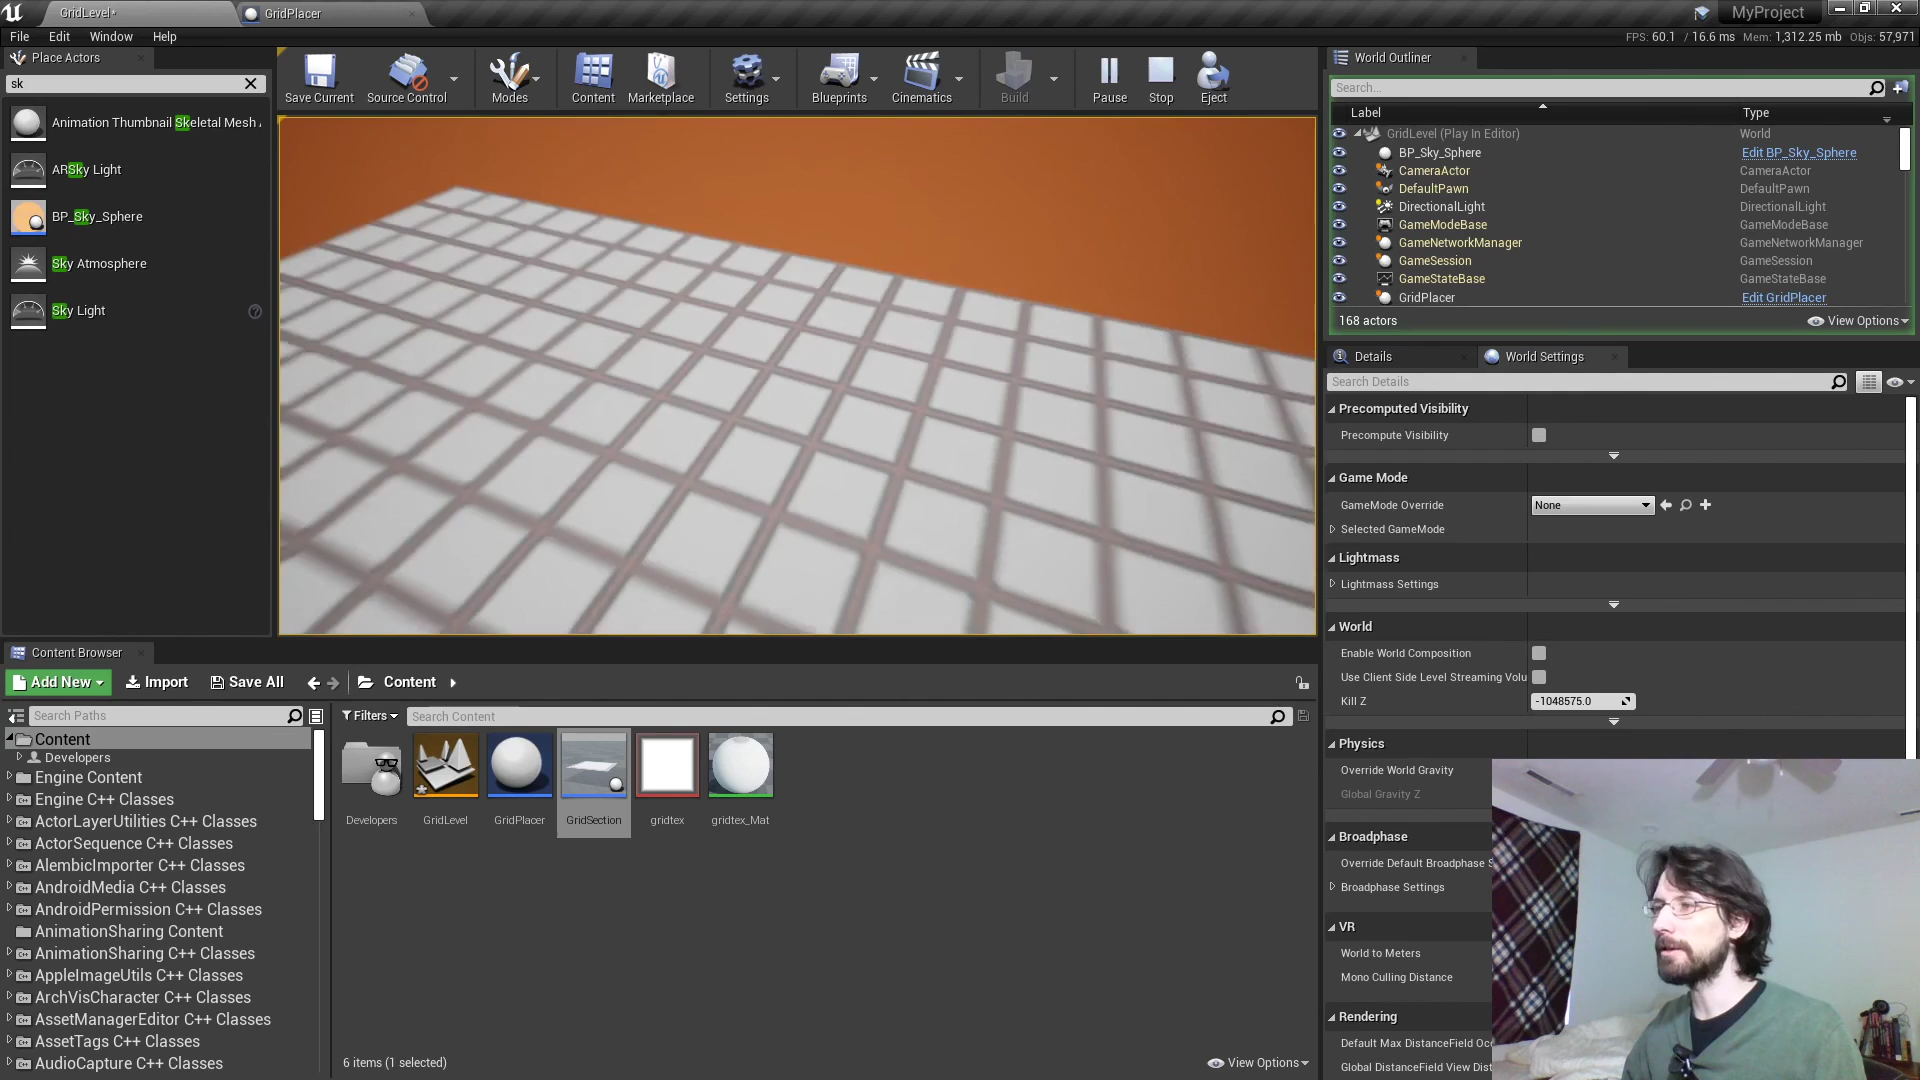 GridLevel*
GridPlacer
MyProject
File Edit Window Help
FPS: 60.1 / 16.6 ms Mem: 1,312.25 mb Objs: 57,971
Place Actors
sk
Animation Thumbnail Skeletal Mesh
ARSky Light
BP_Sky_Sphere
Sky Atmosphere
Sky Light
Save Current
Source Control
Modes
Content
Marketplace
Settings
Blueprints
Cinematics
Build
Pause
Stop
Eject
World Outliner
Search...
Label Type
GridLevel (Play In Editor) World
BP_Sky_Sphere Edit BP_Sky_Sphere
CameraActor CameraActor
DefaultPawn DefaultPawn
DirectionalLight DirectionalLight
GameModeBase GameModeBase
GameNetworkManager GameNetworkManager
GameSession GameSession
GameStateBase GameStateBase
GridPlacer Edit GridPlacer
168 actors View Options
Details
World Settings
Search Details
Precomputed Visibility
Precompute Visibility
Game Mode
GameMode Override None
Selected GameMode
Lightmass
Lightmass Settings
World
Enable World Composition
Use Client Side Level Streaming Volu
Kill Z -1048575.0
Physics
Override World Gravity
Global Gravity Z
Broadphase
Override Default Broadphase S
Broadphase Settings
VR
World to Meters
Mono Culling Distance
Rendering
Default Max DistanceField Occ
Global DistanceField View Dist
Content Browser
Add New Import Save All Content
Search Paths
Filters Search Content
Content
Developers
Engine Content
Engine C++ Classes
ActorLayerUtilities C++ Classes
ActorSequence C++ Classes
AlembicImporter C++ Classes
AndroidMedia C++ Classes
AndroidPermission C++ Classes
AnimationSharing Content
AnimationSharing C++ Classes
AppleImageUtils C++ Classes
ArchVisCharacter C++ Classes
AssetManagerEditor C++ Classes
AssetTags C++ Classes
AudioCapture C++ Classes
Developers GridLevel GridPlacer GridSection gridtex gridtex_Mat
6 items (1 selected) View Options